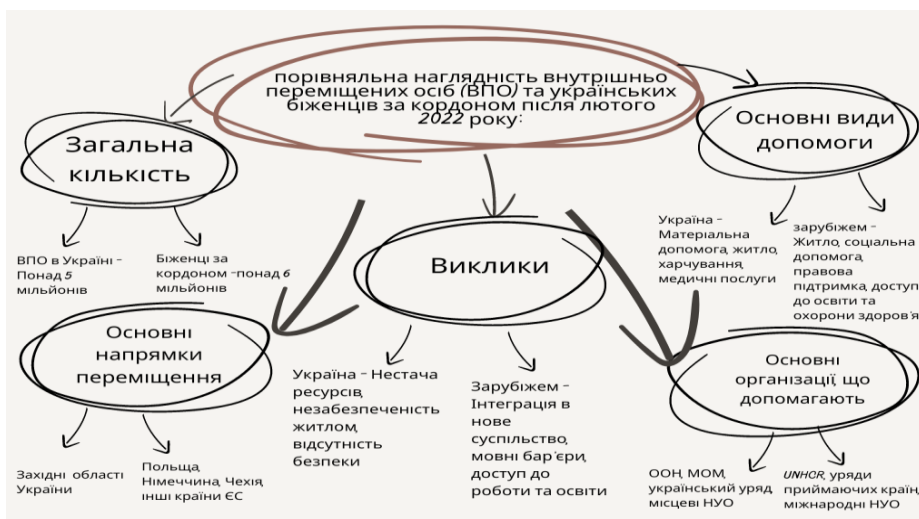 порівняльна наглядність внутрішньо
переміщених осіб (ВПО) та українських
біженців за кордоном після лютого
2022 року:
Загальна
кількість
ВПО в Україні –
Понад 5
мільйонів
Біженці за
кордоном –понад 6
мільйонів
Основні види
допомоги
Україна –
Матеріальна
допомога, житло,
харчування,
медичні послуги
зарубіжем –
Житло, соціальна
допомога,
правова
підтримка, доступ
до освіти та
охорони здоров'я
Виклики
Україна – Нестача
ресурсів,
незабезпеченість
житлом,
відсутність
безпеки
Зарубіжем –
Інтеграція в
нове
суспільство,
мовні бар'єри,
доступ до
роботи та освіти
Основні
напрямки
переміщення
Західні області
України
Польща,
Німеччина, Чехія,
інші країни ЄС
Основні
організації, що
допомагають
ООН, МОМ,
український уряд,
місцеві НУО
UNHCR, уряди
приймаючих країн,
міжнародні НУО